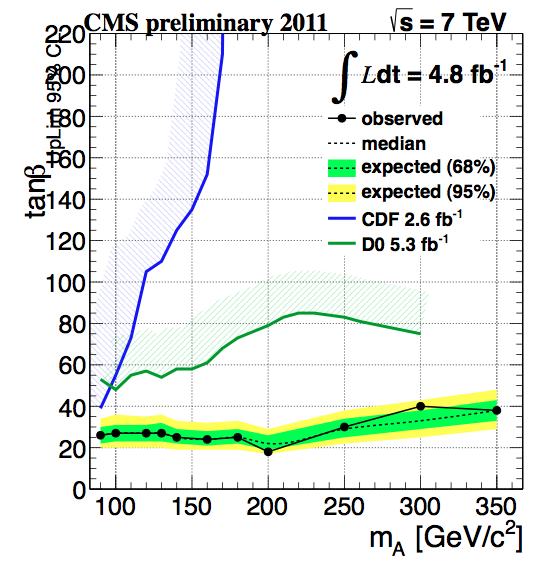 CMS preliminary 2011
√s = 7 TeV
∫ Ldt = 4.8 fb⁻¹
observed
median
expected (68%)
expected (95%)
CDF 2.6 fb⁻¹
D0 5.3 fb⁻¹
220
200
180
160
140
120
100
80
60
40
20
0
tanβ
95% CL
100
150
200
250
300
350
m_A [GeV/c²]